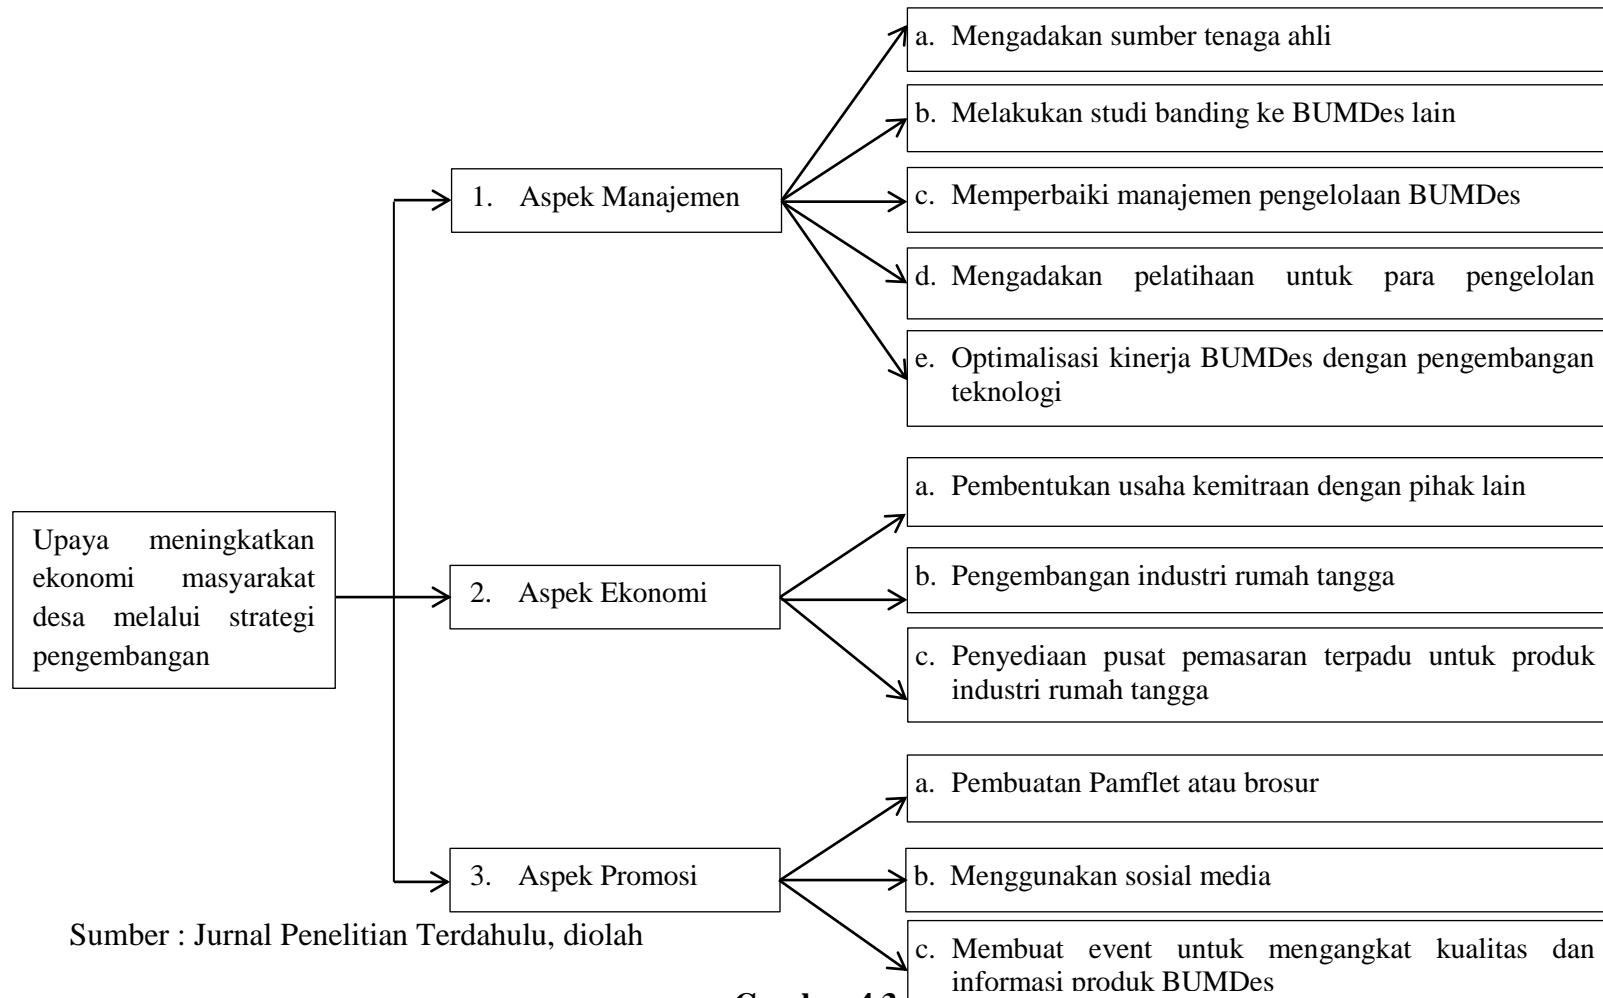 a. Mengadakan sumber tenaga ahli
b. Melakukan studi banding ke BUMDes lain
1. Aspek Manajemen
c. Memperbaiki manajemen pengelolaan BUMDes
d. Mengadakan pelatihaan untuk para pengelolan
e. Optimalisasi kinerja BUMDes dengan pengembangan
teknologi
Upaya meningkatkan
ekonomi masyarakat
desa melalui strategi
pengembangan
a. Pembentukan usaha kemitraan dengan pihak lain
2. Aspek Ekonomi
b. Pengembangan industri rumah tangga
c. Penyediaan pusat pemasaran terpadu untuk produk
industri rumah tangga
a. Pembuatan Pamflet atau brosur
3. Aspek Promosi
b. Menggunakan sosial media
c. Membuat event untuk mengangkat kualitas dan
informasi produk BUMDes
Sumber : Jurnal Penelitian Terdahulu, diolah
Gambar 4.3